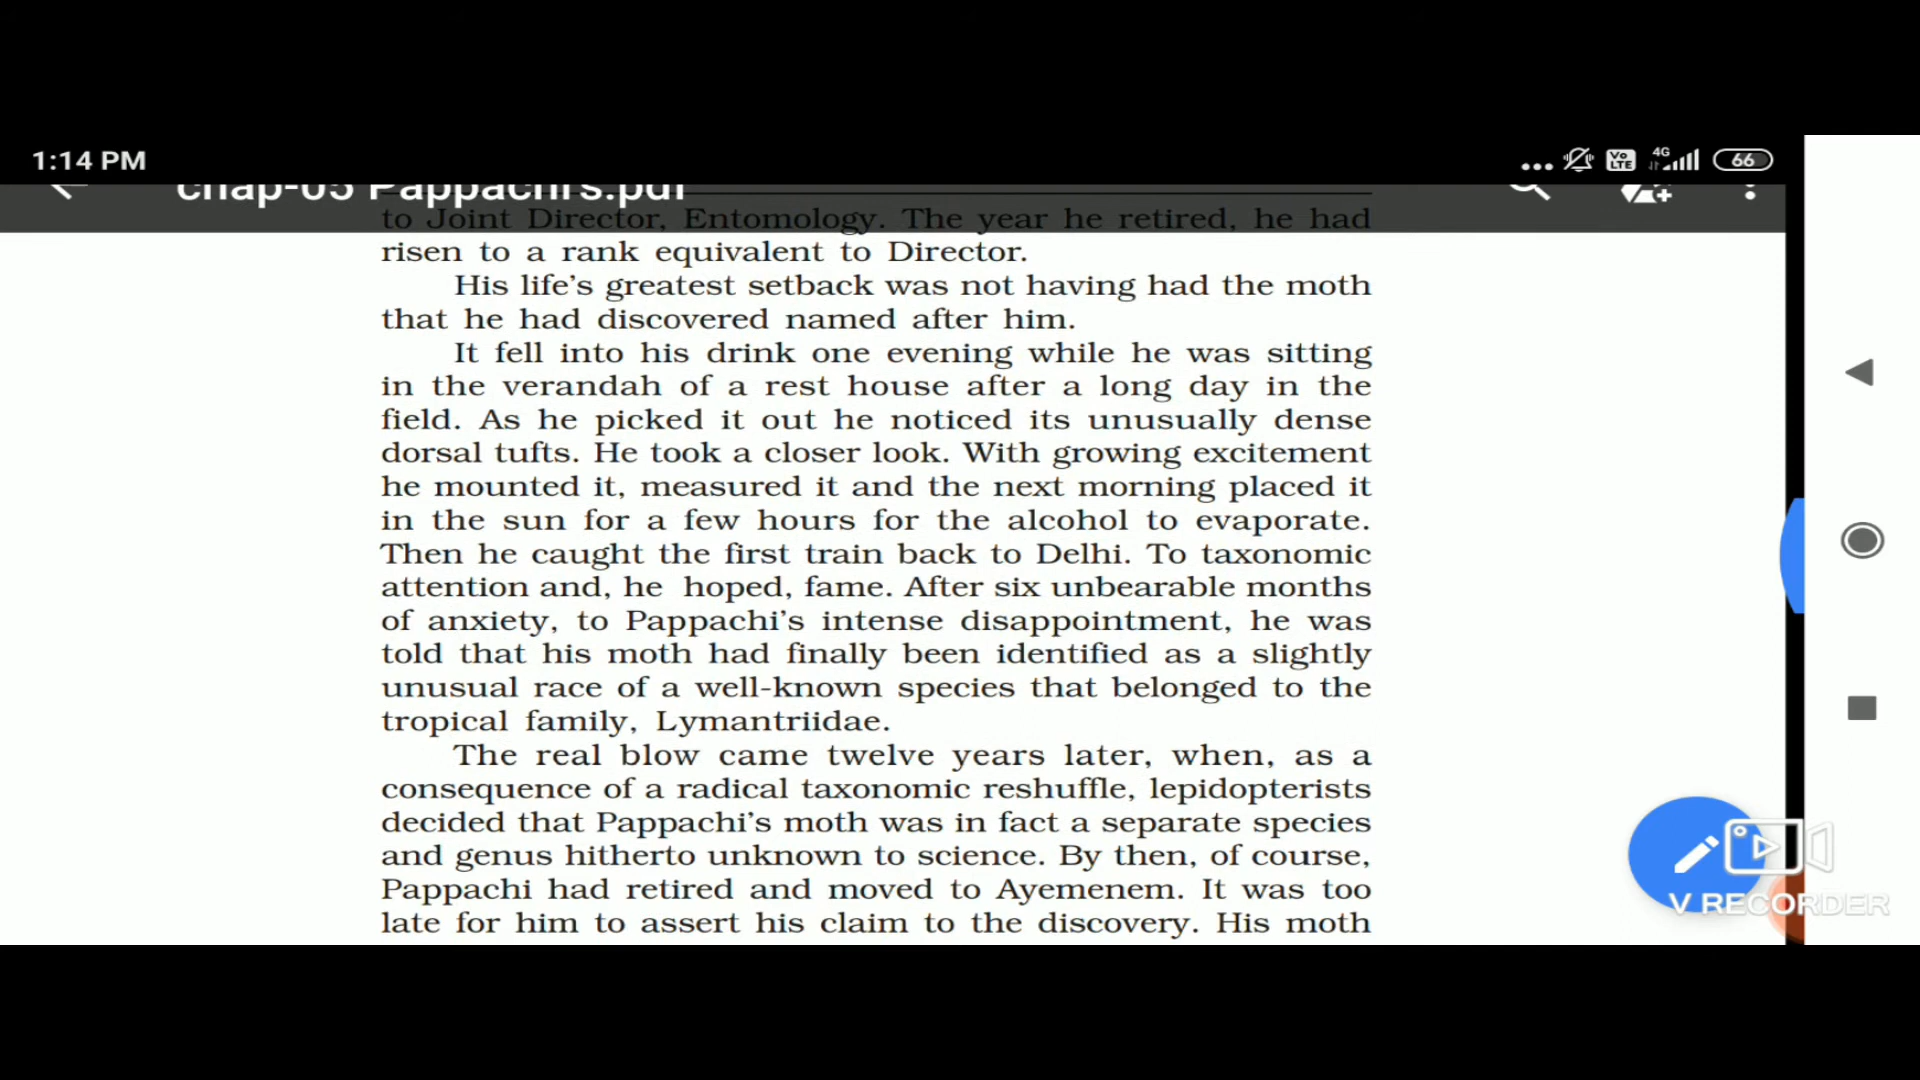 1:14 PM
4G
Vo
LTE
66
chap-05 Pappachi's.pdf
to Joint Director, Entomology. The year he retired, he had
risen to a rank equivalent to Director.
His life's greatest setback was not having had the moth
that he had discovered named after him.
It fell into his drink one evening while he was sitting
in the verandah of a rest house after a long day in the
field. As he picked it out he noticed its unusually dense
dorsal tufts. He took a closer look. With growing excitement
he mounted it, measured it and the next morning placed it
in the sun for a few hours for the alcohol to evaporate.
Then he caught the first train back to Delhi. To taxonomic
attention and, he hoped, fame. After six unbearable months
of anxiety, to Pappachi's intense disappointment, he was
told that his moth had finally been identified as a slightly
unusual race of a well-known species that belonged to the
tropical family, Lymantriidae.
The real blow came twelve years later, when, as a
consequence of a radical taxonomic reshuffle, lepidopterists
decided that Pappachi's moth was in fact a separate species
and genus hitherto unknown to science. By then, of course,
Pappachi had retired and moved to Ayemenem. It was too
late for him to assert his claim to the discovery. His moth
V RECORDER